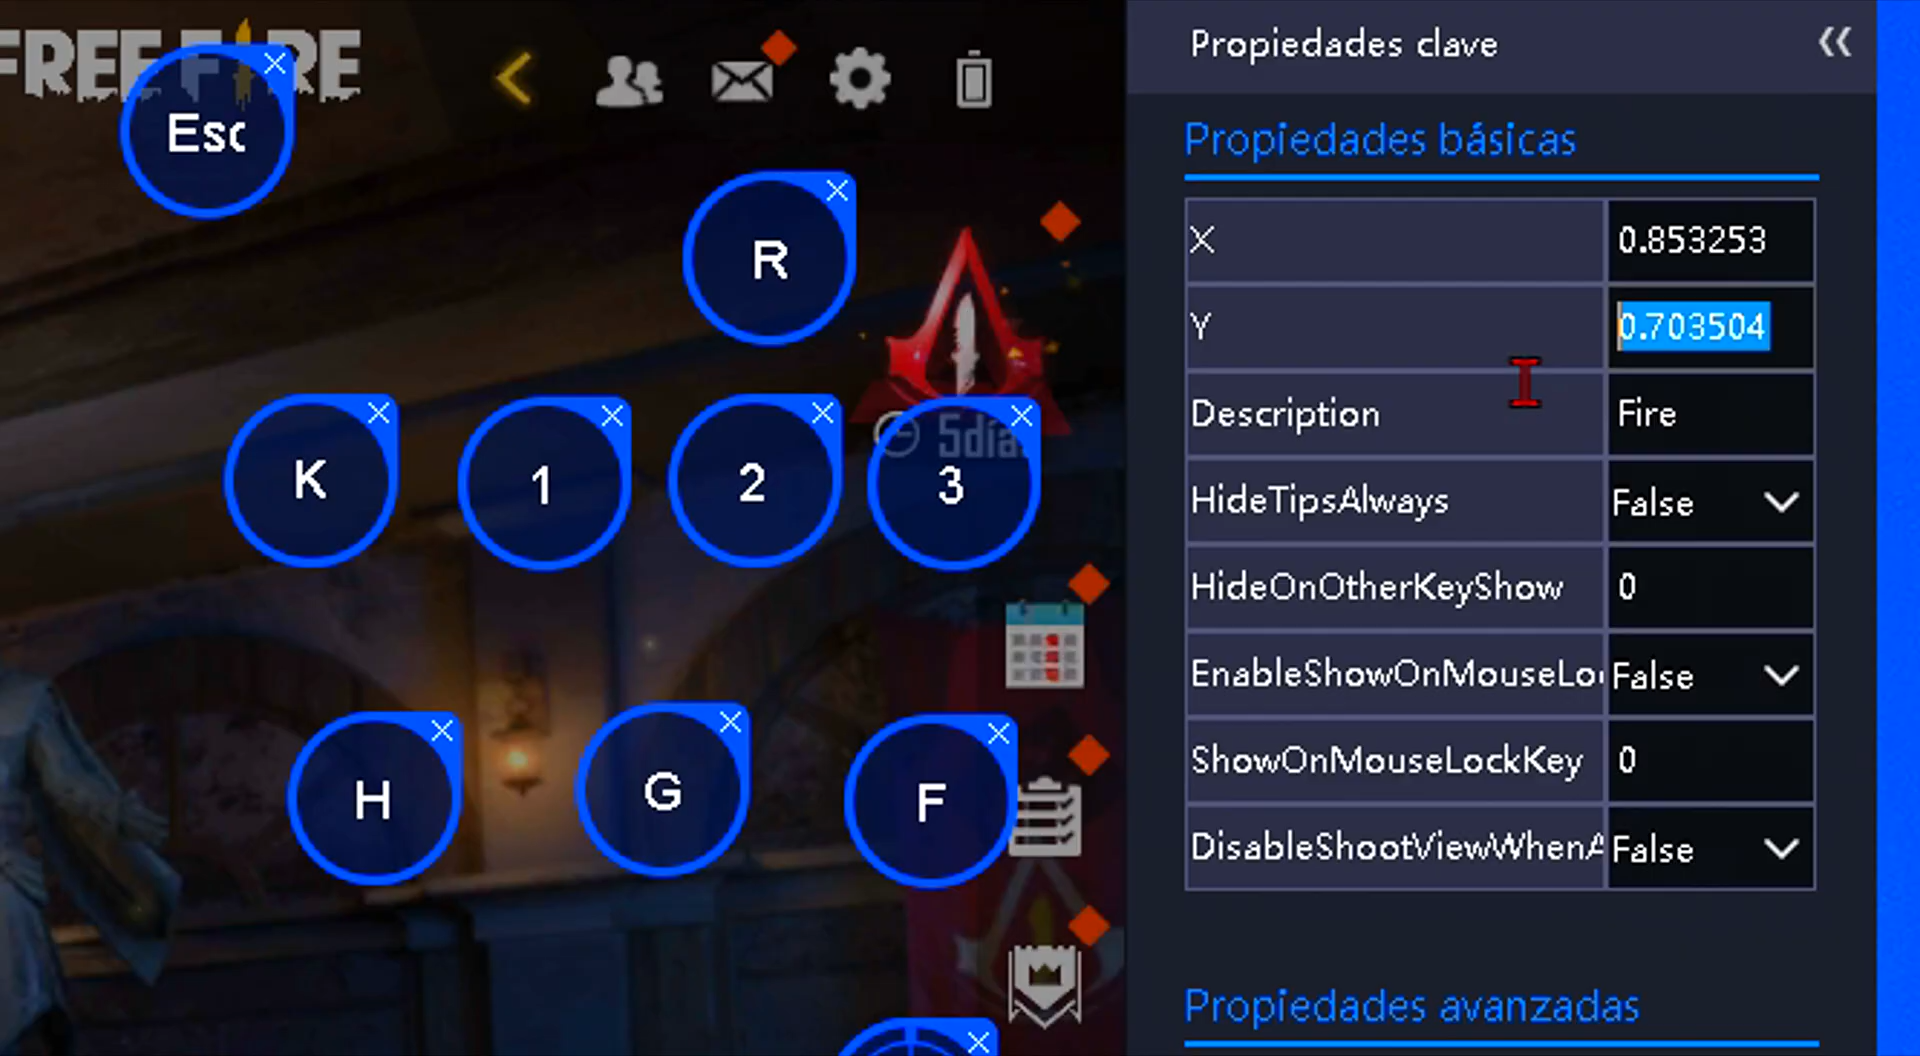 FREE FIRE
Esc
R
K
1
2
3
5día
H
G
F
Propiedades clave
Propiedades básicas
X 0.853253
Y 0.703504
Description Fire
HideTipsAlways False
HideOnOtherKeyShow 0
EnableShowOnMouseLo False
ShowOnMouseLockKey 0
DisableShootViewWhenA False
Propiedades avanzadas